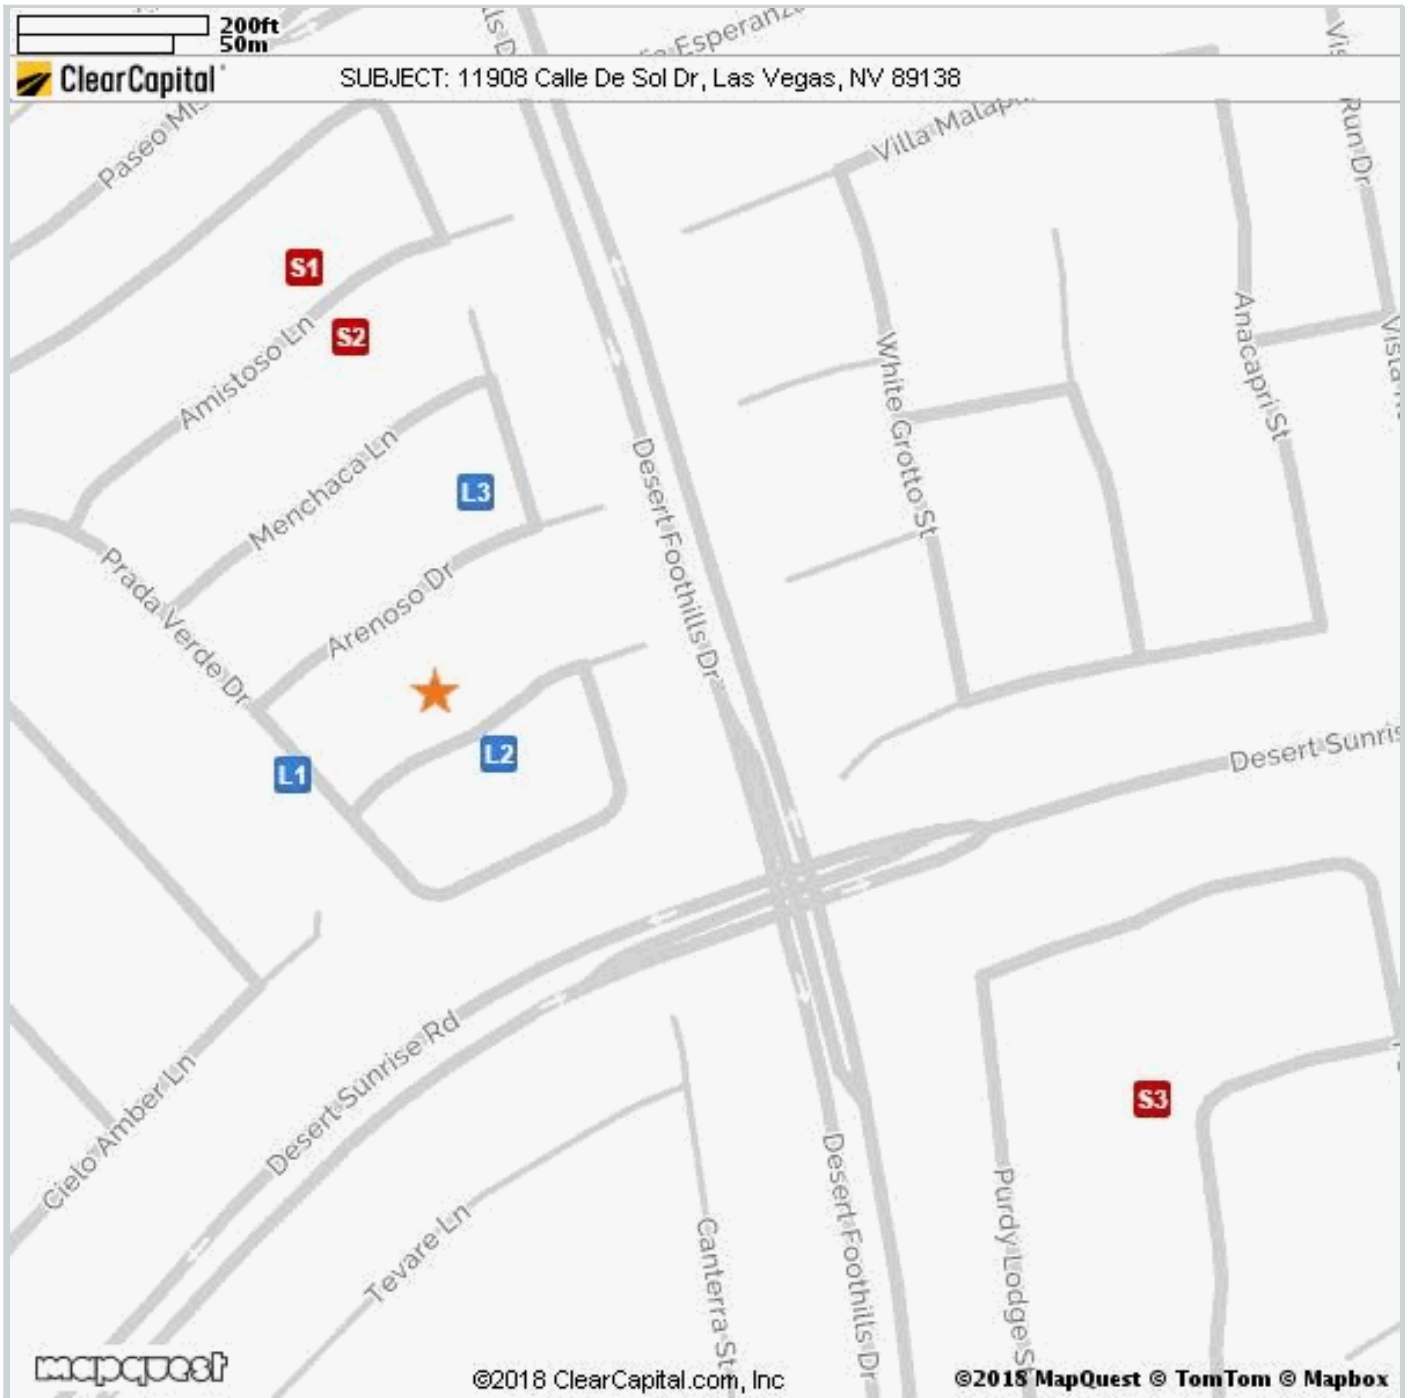 200ft
50m
ClearCapital
SUBJECT: 11908 Calle De Sol Dr, Las Vegas, NV 89138
Esperanza
Paseo
Villa Malap
Run Dr
S1
S2
Amistoso Ln
Menchaca Ln
L3
White Grotto St
Anacapri St
Vista
Desert Foothills Dr
Prada Verde Dr
Arenoso Dr
L1
L2
Desert Sunris
Desert Sunrise Rd
Cielo Amber Ln
S3
Tevare Ln
Canterra St
Desert Foothills Dr
Purdy Lodge St
mapquest
©2018 ClearCapital.com, Inc
©2018 MapQuest © TomTom © Mapbox